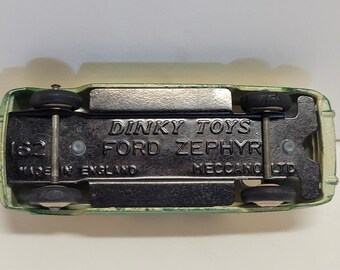 DINKY TOYS
162 FORD ZEPHYR
MADE IN ENGLAND MECCANO LTD